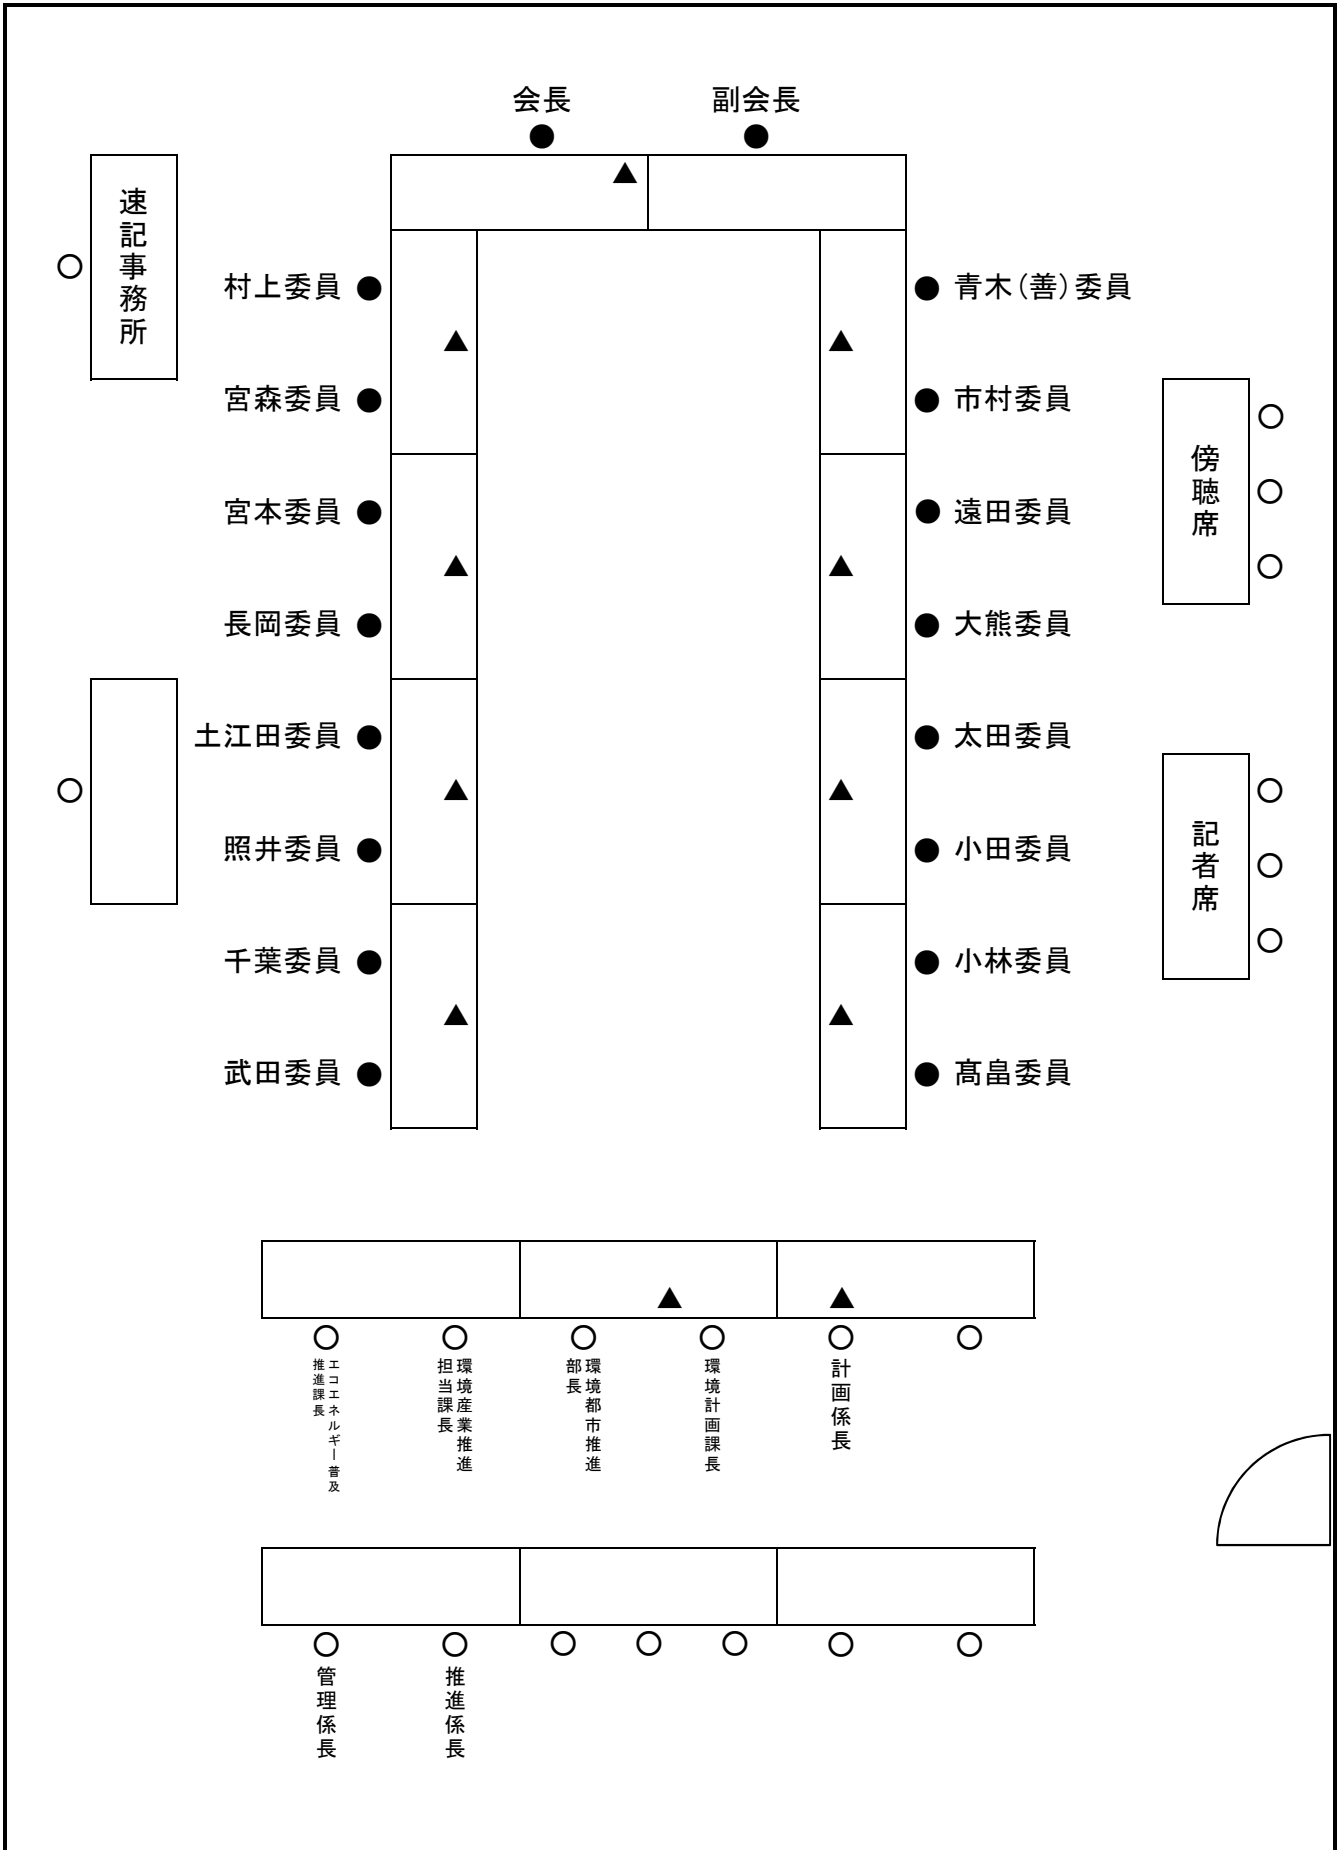 会長
副会長
速記事務所
村上委員
青木(善)委員
宮森委員
市村委員
傍聴席
宮本委員
遠田委員
長岡委員
大熊委員
土江田委員
太田委員
記者席
照井委員
小田委員
千葉委員
小林委員
武田委員
髙畠委員
エコエネルギー普及
推進課長
環境産業推進
担当課長
環境都市推進
部長
環境計画課長
計画係長
管理係長
推進係長